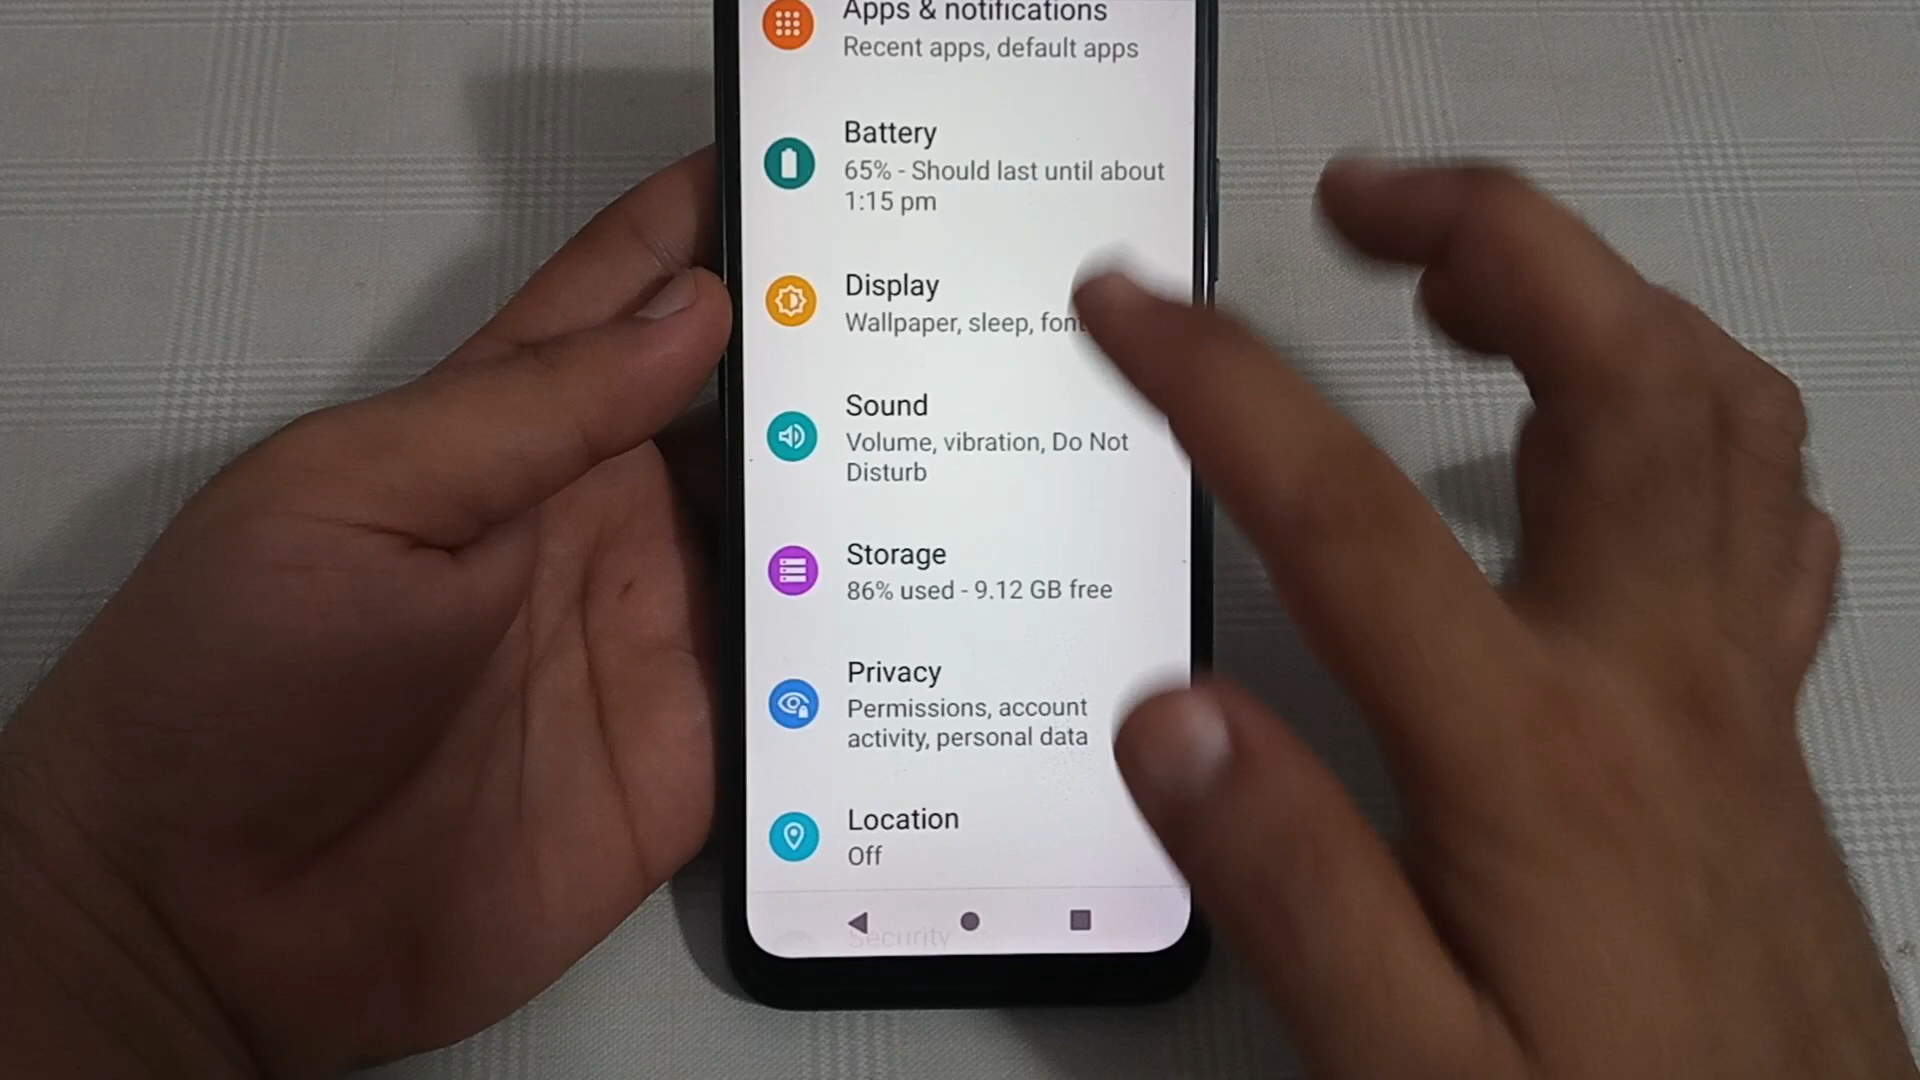 Apps & notifications
Recent apps, default apps
Battery
65% - Should last until about
1:15 pm
Display
Wallpaper, sleep, font
Sound
Volume, vibration, Do Not
Disturb
Storage
86% used - 9.12 GB free
Privacy
Permissions, account
activity, personal data
Location
Off
Security